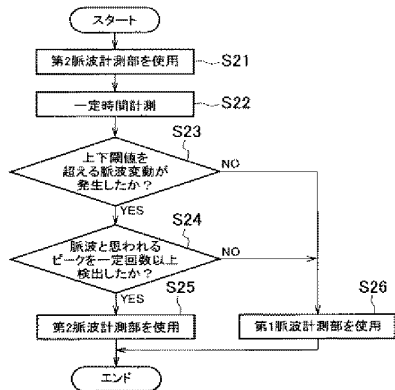 スタート
第2脈波計測部を使用
S21
一定時間計測
S22
S23
上下閾値を
超える脈波変動が
発生したか?
NO
YES
S24
脈波と思われる
ピークを一定回数以上
検出したか?
NO
YES
S25
S26
第2脈波計測部を使用
第1脈波計測部を使用
エンド